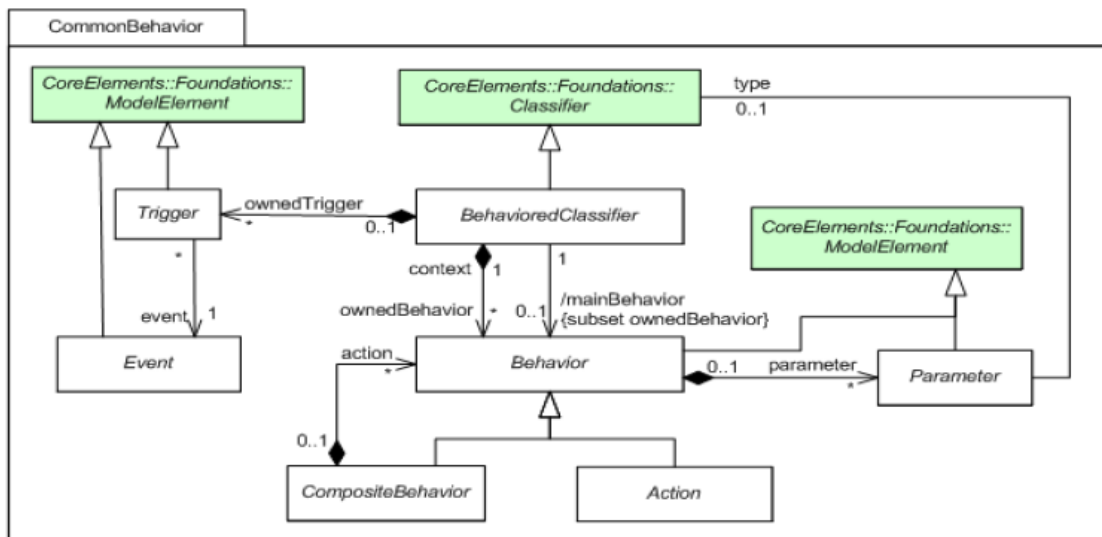 CommonBehavior
CoreElements::Foundations::
ModelElement
CoreElements::Foundations::
Classifier
type
0..1
Trigger
ownedTrigger
*
0..1
BehavioredClassifier
CoreElements::Foundations::
ModelElement
*
context
1
1
event
1
ownedBehavior
*
0..1
/mainBehavior
{subset ownedBehavior}
Event
action
*
Behavior
0..1
parameter
*
Parameter
0..1
CompositeBehavior
Action